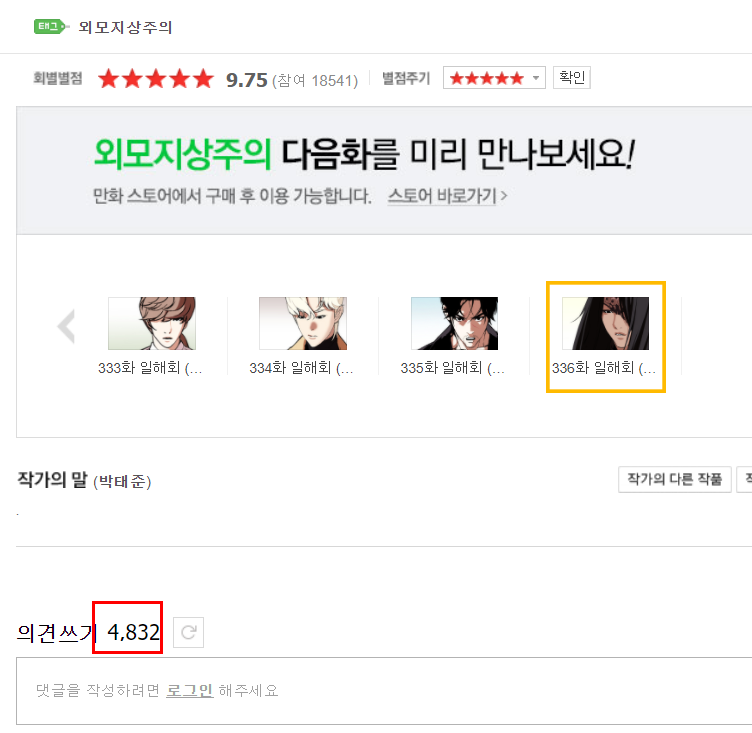 태그 외모지상주의
회별별점 ★★★★★ 9.75 (참여 18541) 별점주기 ★★★★★ 확인
외모지상주의 다음화를 미리 만나보세요!
만화 스토어에서 구매 후 이용 가능합니다. 스토어 바로가기 >
333화 일해회 (... 334화 일해회 (... 335화 일해회 (... 336화 일해회 (...
작가의 말 (박태준) 작가의 다른 작품
.
의견쓰기 4,832
댓글을 작성하려면 로그인 해주세요